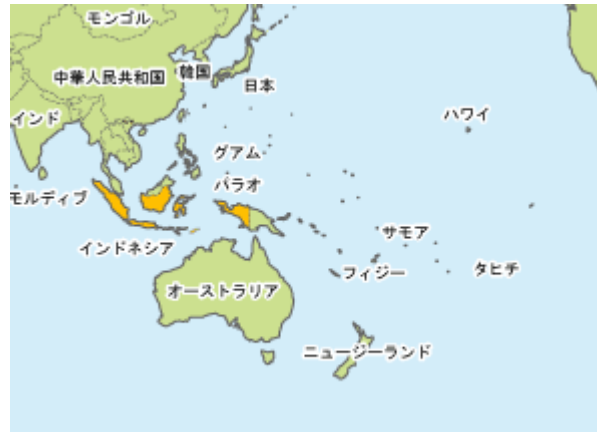 モンゴル
中華人民共和国
韓国
日本
インド
ハワイ
グアム
パラオ
モルディブ
サモア
インドネシア
フィジー
タヒチ
オーストラリア
ニュージーランド